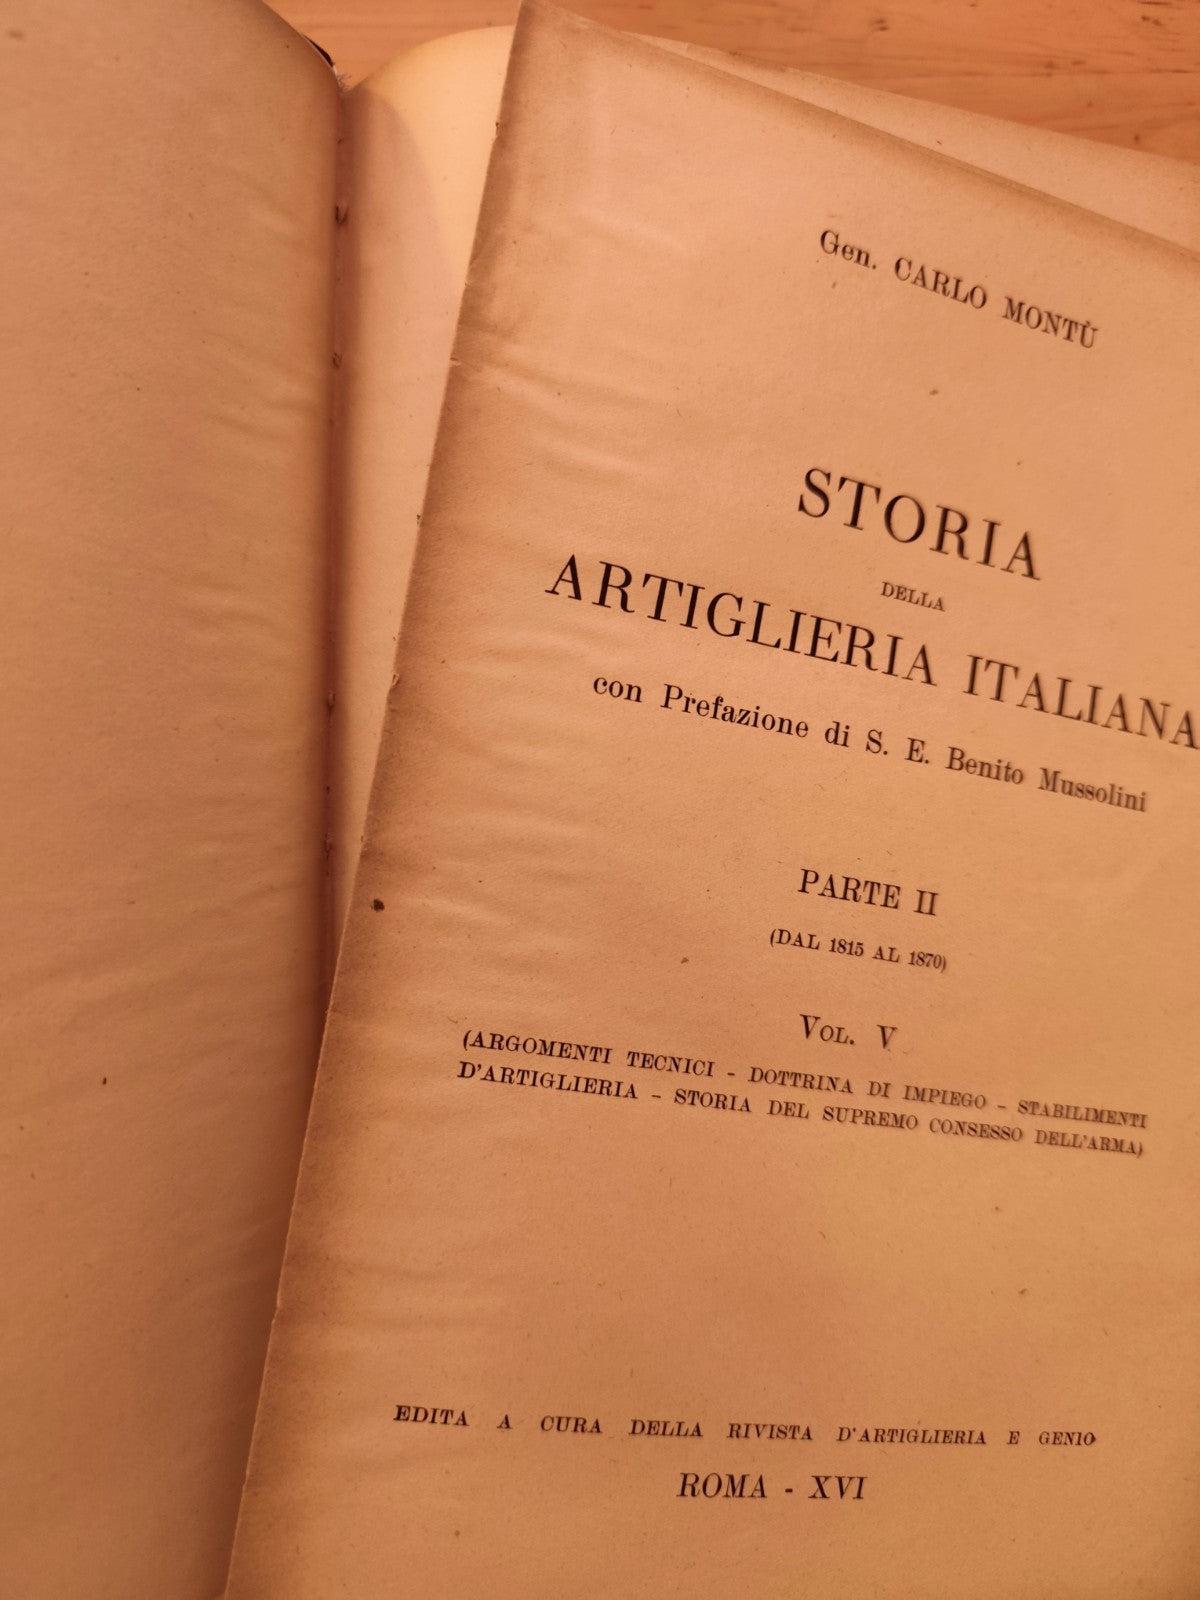 Gen. CARLO MONTÙ
STORIA
DELLA
ARTIGLIERIA ITALIANA
con Prefazione di S. E. Benito Mussolini
PARTE II
(DAL 1815 AL 1870)
VOL. V
(ARGOMENTI TECNICI - DOTTRINA DI IMPIEGO - STABILIMENTI
D'ARTIGLIERIA - STORIA DEL SUPREMO CONSESSO DELL'ARMA)
EDITA A CURA DELLA RIVISTA D'ARTIGLIERIA E GENIO
ROMA - XVI